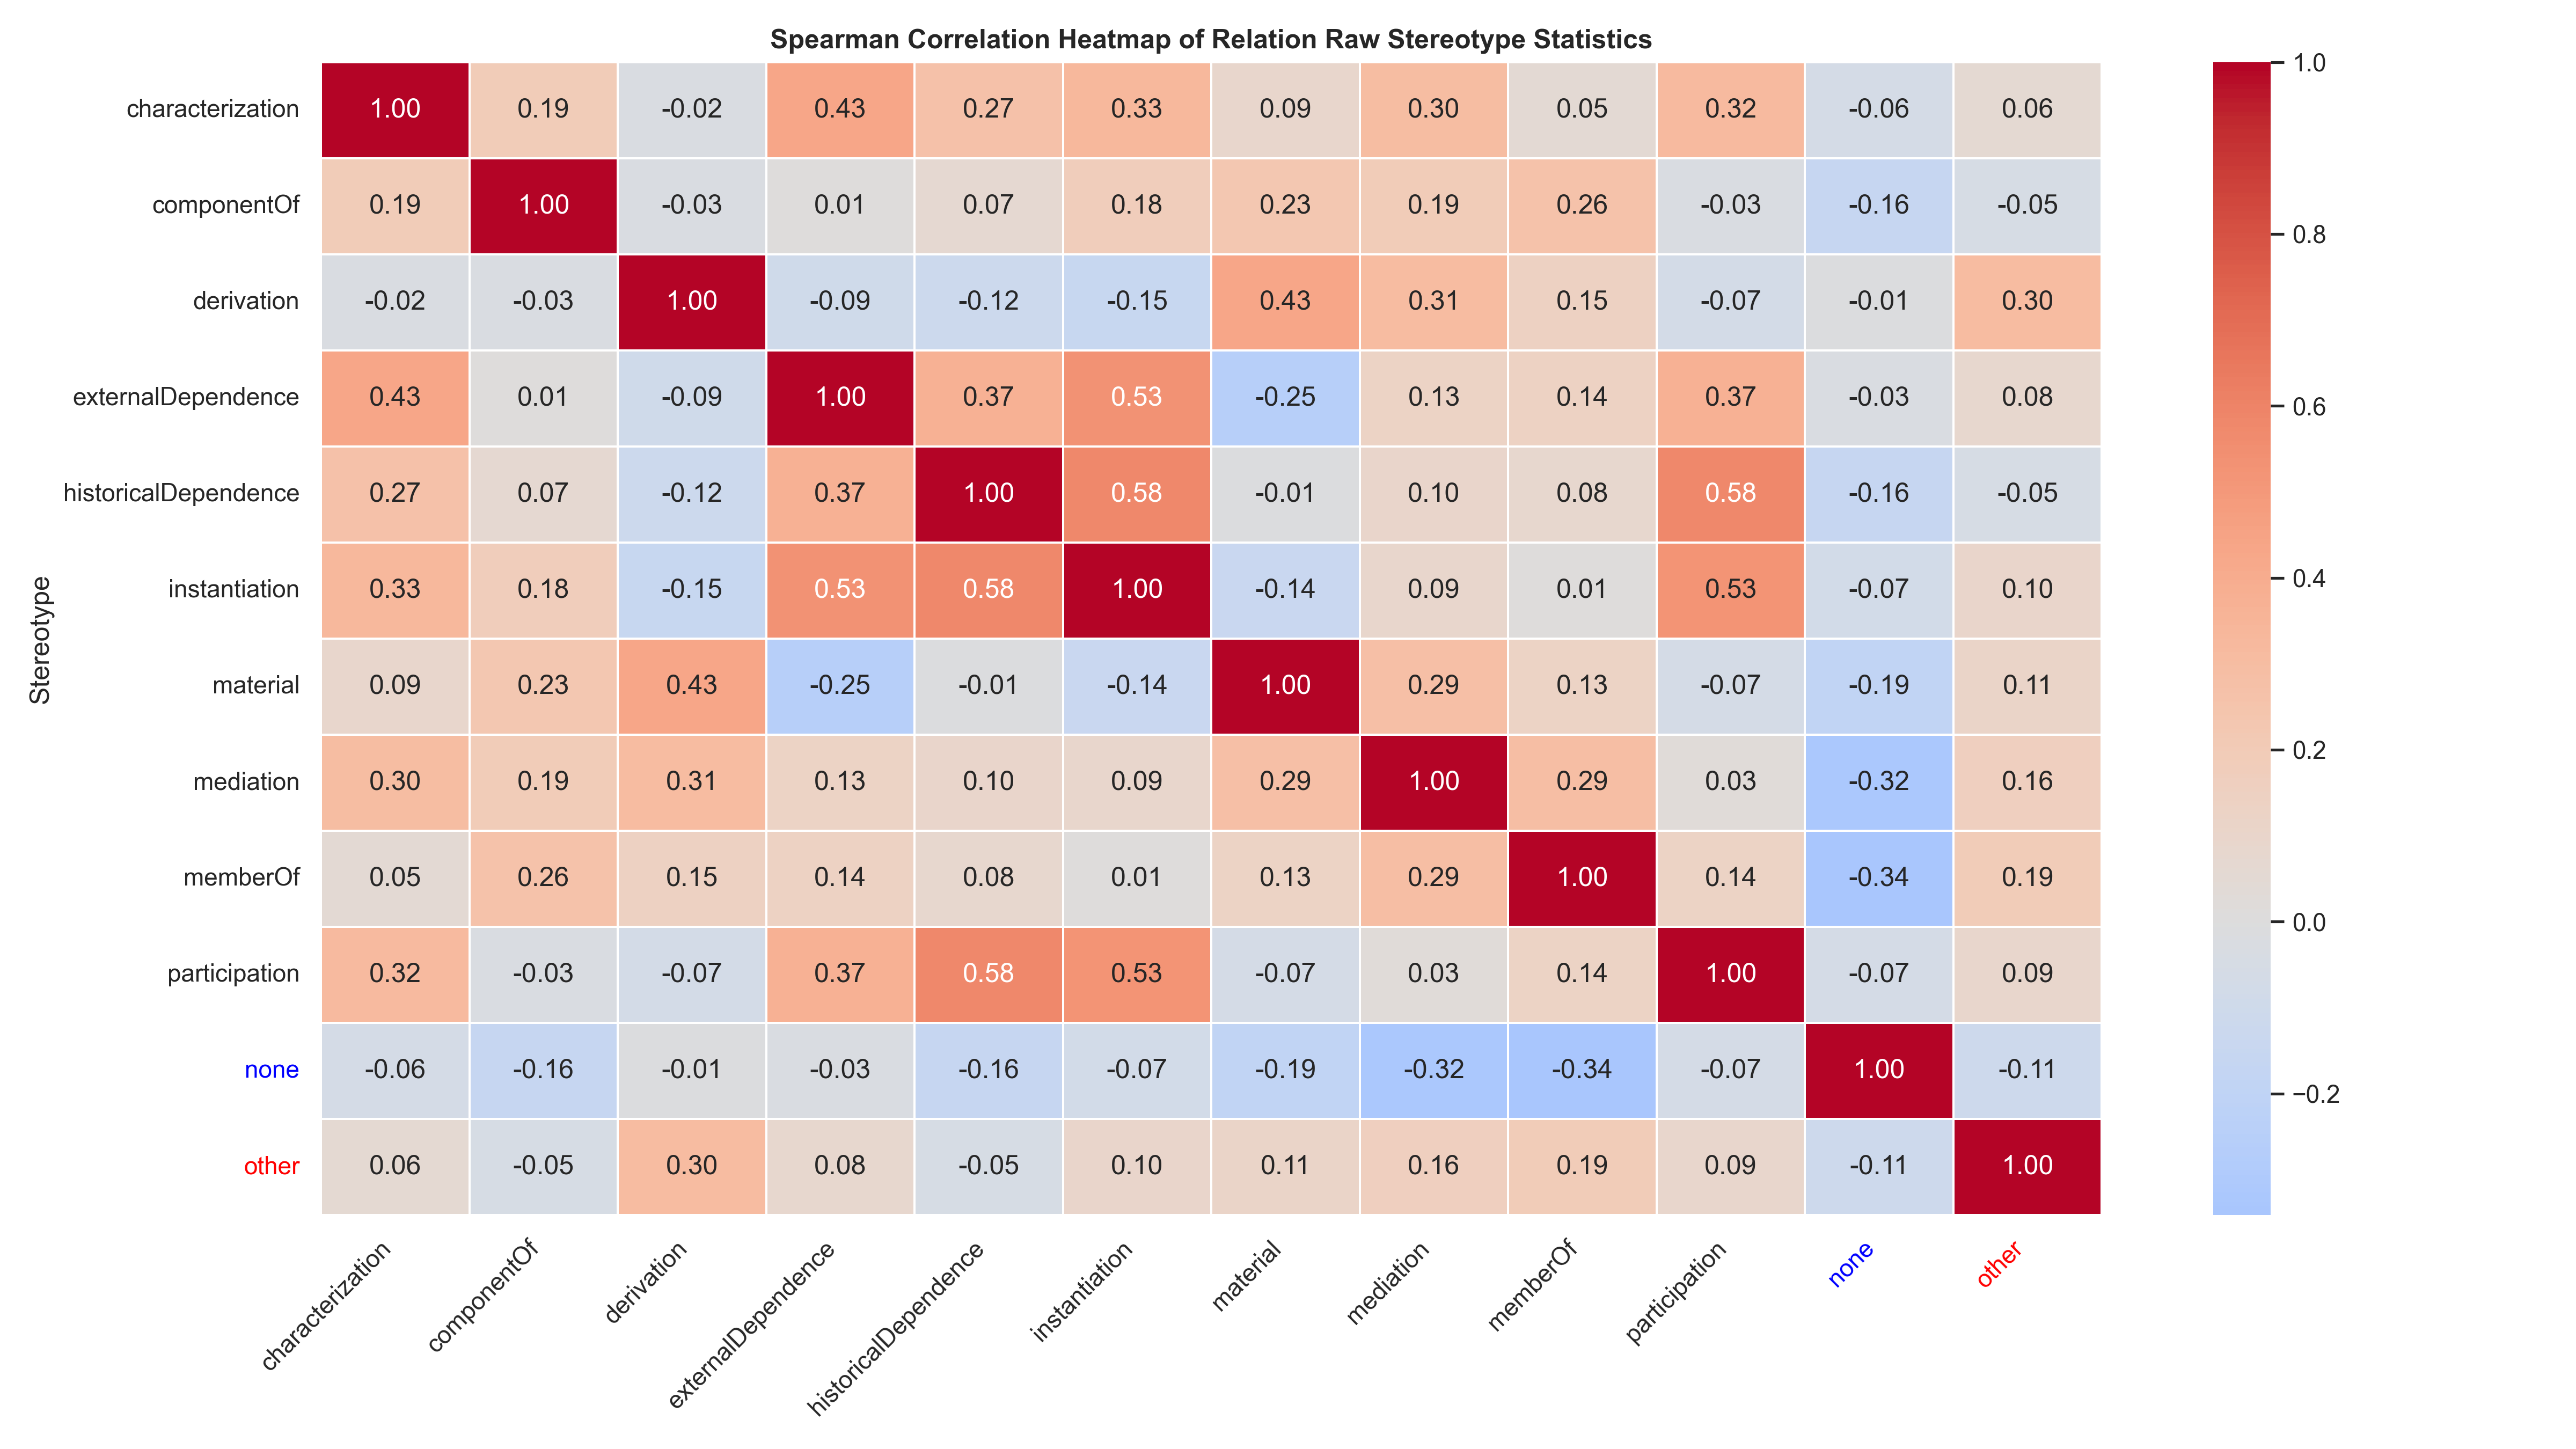 Spearman Correlation Heatmap of Relation Raw Stereotype Statistics
characterization 1.00 0.19 -0.02 0.43 0.27 0.33 0.09 0.30 0.05 0.32 -0.06 0.06
componentOf 0.19 1.00 -0.03 0.01 0.07 0.18 0.23 0.19 0.26 -0.03 -0.16 -0.05
derivation -0.02 -0.03 1.00 -0.09 -0.12 -0.15 0.43 0.31 0.15 -0.07 -0.01 0.30
externalDependence 0.43 0.01 -0.09 1.00 0.37 0.53 -0.25 0.13 0.14 0.37 -0.03 0.08
historicalDependence 0.27 0.07 -0.12 0.37 1.00 0.58 -0.01 0.10 0.08 0.58 -0.16 -0.05
instantiation 0.33 0.18 -0.15 0.53 0.58 1.00 -0.14 0.09 0.01 0.53 -0.07 0.10
material 0.09 0.23 0.43 -0.25 -0.01 -0.14 1.00 0.29 0.13 -0.07 -0.19 0.11
mediation 0.30 0.19 0.31 0.13 0.10 0.09 0.29 1.00 0.29 0.03 -0.32 0.16
memberOf 0.05 0.26 0.15 0.14 0.08 0.01 0.13 0.29 1.00 0.14 -0.34 0.19
participation 0.32 -0.03 -0.07 0.37 0.58 0.53 -0.07 0.03 0.14 1.00 -0.07 0.09
none -0.06 -0.16 -0.01 -0.03 -0.16 -0.07 -0.19 -0.32 -0.34 -0.07 1.00 -0.11
other 0.06 -0.05 0.30 0.08 -0.05 0.10 0.11 0.16 0.19 0.09 -0.11 1.00
Stereotype
characterization
componentOf
derivation
externalDependence
historicalDependence
instantiation
material
mediation
memberOf
participation
none
other
1.0
0.8
0.6
0.4
0.2
0.0
−0.2